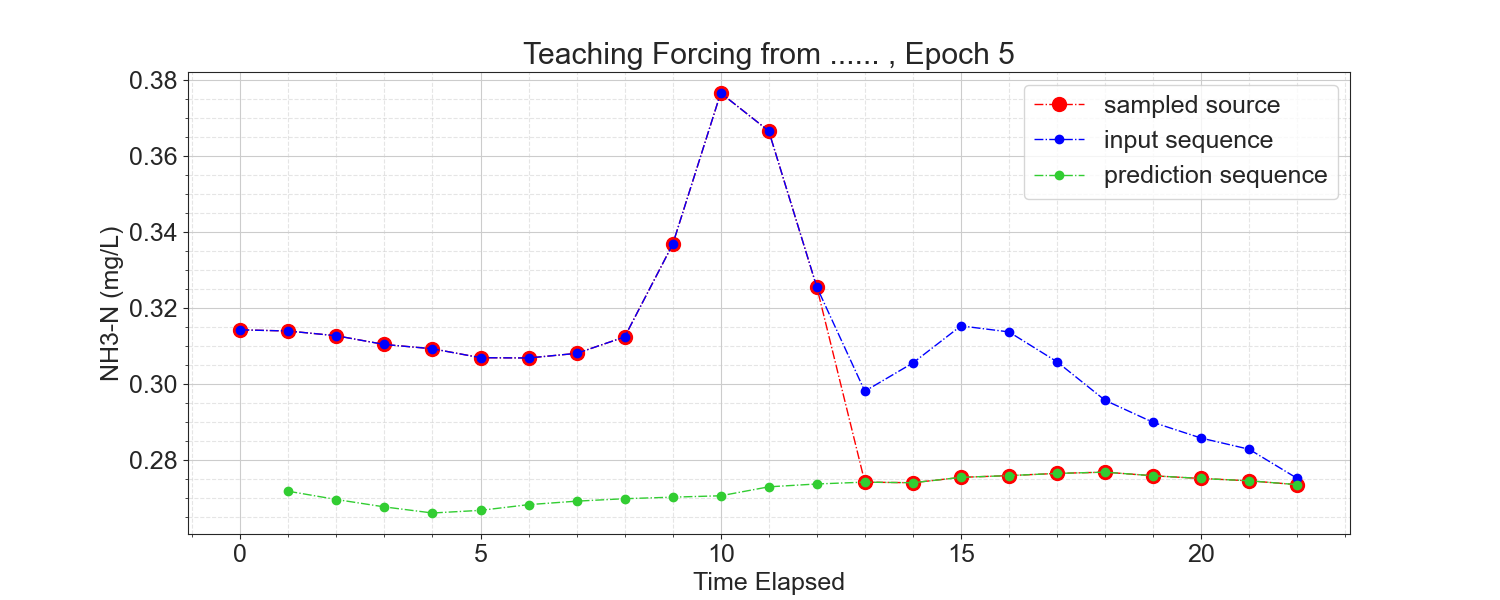 Teaching Forcing from ...... , Epoch 5
0.38
0.36
0.34
0.32
0.30
0.28
NH3-N (mg/L)
sampled source
input sequence
prediction sequence
0 5 10 15 20
Time Elapsed